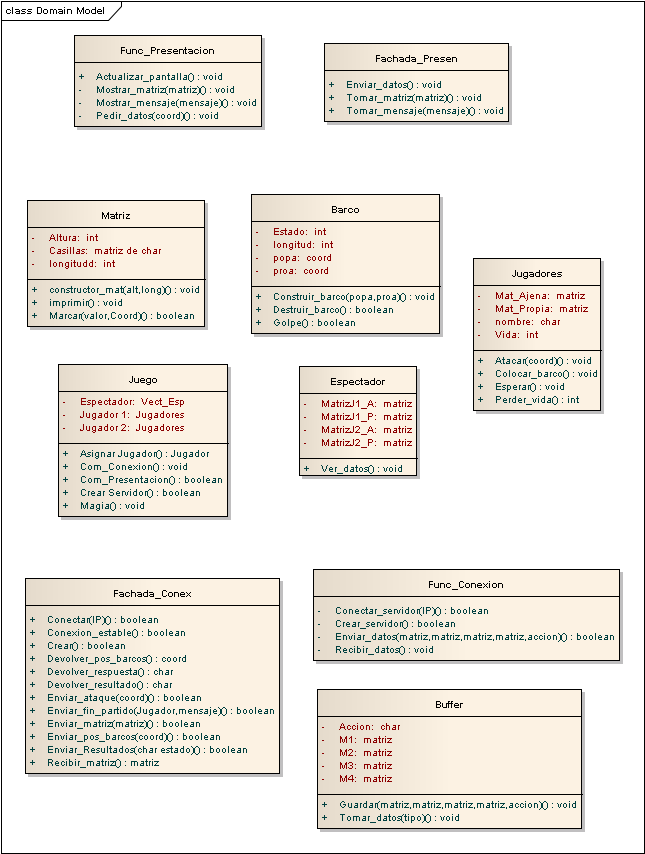 class Domain Model
Func_Presentacion
+ Actualizar_pantalla() : void
- Mostrar_matriz(matriz)() : void
- Mostrar_mensaje(mensaje)() : void
- Pedir_datos(coord)() : void
Fachada_Presen
+ Enviar_datos() : void
+ Tomar_matriz(matriz)() : void
+ Tomar_mensaje(mensaje)() : void
Matriz
- Altura: int
- Casillas: matriz de char
- longitudd: int
+ constructor_mat(alt,long)() : void
+ imprimir() : void
+ Marcar(valor,Coord)() : boolean
Barco
- Estado: int
- longitud: int
- popa: coord
- proa: coord
+ Construir_barco(popa,proa)() : void
+ Destruir_barco() : boolean
+ Golpe() : boolean
Jugadores
- Mat_Ajena: matriz
- Mat_Propia: matriz
- nombre: char
- Vida: int
+ Atacar(coord)() : void
+ Colocar_barco() : void
+ Esperar() : void
+ Perder_vida() : int
Juego
- Espectador: Vect_Esp
- Jugador 1: Jugadores
- Jugador 2: Jugadores
+ Asignar Jugador() : Jugador
+ Com_Conexion() : void
+ Com_Presentacion() : boolean
+ Crear Servidor() : boolean
+ Magia() : void
Espectador
- MatrizJ1_A: matriz
- MatrizJ1_P: matriz
- MatrizJ2_A: matriz
- MatrizJ2_P: matriz
+ Ver_datos() : void
Fachada_Conex
+ Conectar(IP)() : boolean
+ Conexion_estable() : boolean
+ Crear() : boolean
+ Devolver_pos_barcos() : coord
+ Devolver_respuesta() : char
+ Devolver_resultado() : char
+ Enviar_ataque(coord)() : boolean
+ Enviar_fin_partido(Jugador,mensaje)() : boolean
+ Enviar_matriz(matriz)() : boolean
+ Enviar_pos_barcos(coord)() : boolean
+ Enviar_Resultados(char estado)() : boolean
+ Recibir_matriz() : matriz
Func_Conexion
- Conectar_servidor(IP)() : boolean
- Crear_servidor() : boolean
- Enviar_datos(matriz,matriz,matriz,matriz,accion)() : boolean
- Recibir_datos() : void
Buffer
- Accion: char
- M1: matriz
- M2: matriz
- M3: matriz
- M4: matriz
+ Guardar(matriz,matriz,matriz,matriz,accion)() : void
+ Tomar_datos(tipo)() : void